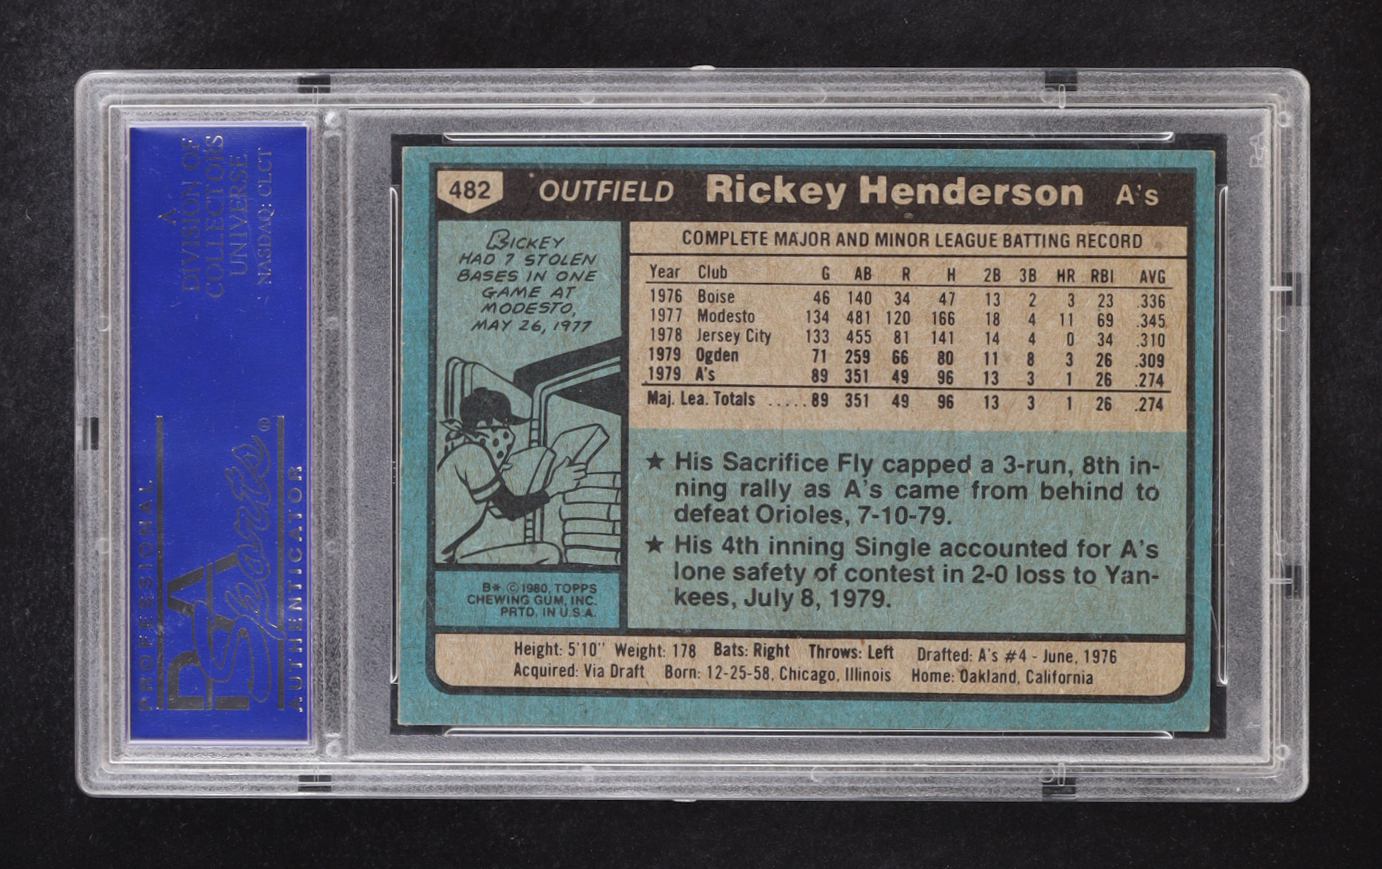 A
DIVISION OF
COLLECTORS
UNIVERSE
NASDAQ: CLCT
PROFESSIONAL
PSA
Sports ®
AUTHENTICATOR
482 OUTFIELD Rickey Henderson A's
RICKEY
HAD 7 STOLEN
BASES IN ONE
GAME AT
MODESTO,
MAY 26, 1977
B* © 1980, TOPPS
CHEWING GUM, INC.
PRTD. IN U.S.A.
COMPLETE MAJOR AND MINOR LEAGUE BATTING RECORD
Year Club G AB R H 2B 3B HR RBI AVG
1976 Boise 46 140 34 47 13 2 3 23 .336
1977 Modesto 134 481 120 166 18 4 11 69 .345
1978 Jersey City 133 455 81 141 14 4 0 34 .310
1979 Ogden 71 259 66 80 11 8 3 26 .309
1979 A's 89 351 49 96 13 3 1 26 .274
Maj. Lea. Totals .....89 351 49 96 13 3 1 26 .274
★ His Sacrifice Fly capped a 3-run, 8th in-
ning rally as A's came from behind to
defeat Orioles, 7-10-79.
★ His 4th inning Single accounted for A's
lone safety of contest in 2-0 loss to Yan-
kees, July 8, 1979.
Height: 5'10" Weight: 178 Bats: Right Throws: Left Drafted: A's #4 - June, 1976
Acquired: Via Draft Born: 12-25-58, Chicago, Illinois Home: Oakland, California